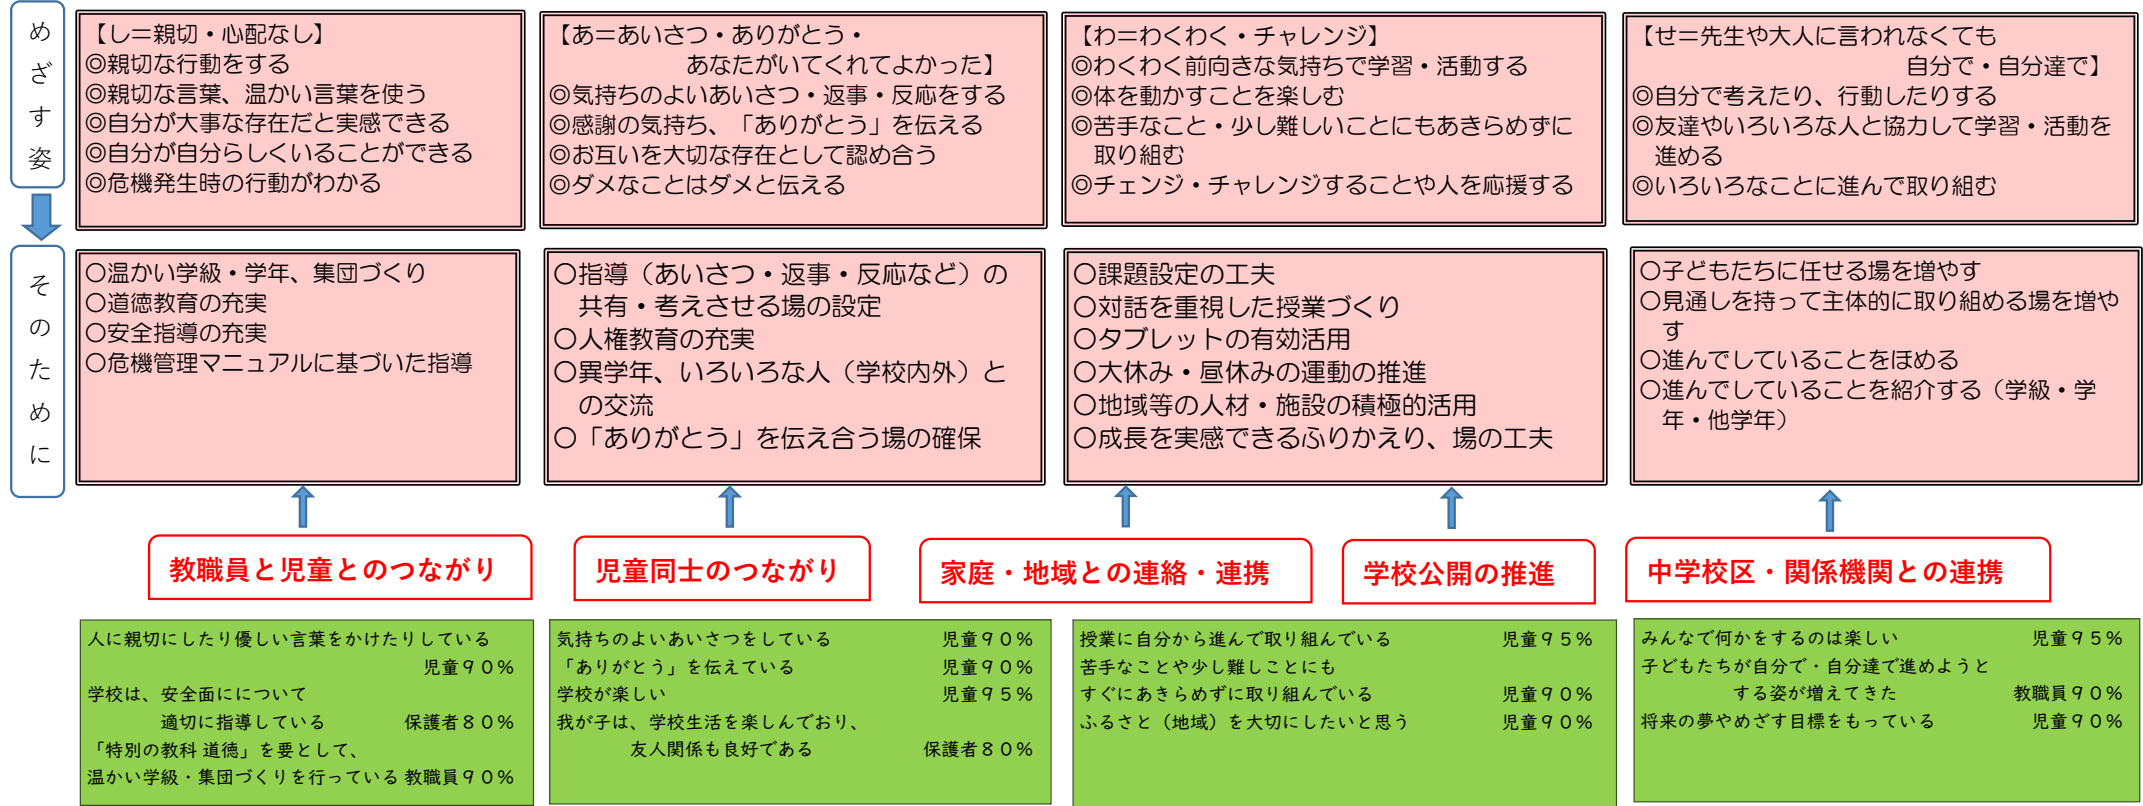 めざす姿
【し＝親切・心配なし】
◎親切な行動をする
◎親切な言葉、温かい言葉を使う
◎自分が大事な存在だと実感できる
◎自分が自分らしくいることができる
◎危機発生時の行動がわかる
【あ＝あいさつ・ありがとう・
あなたがいてくれてよかった】
◎気持ちのよいあいさつ・返事・反応をする
◎感謝の気持ち、「ありがとう」を伝える
◎お互いを大切な存在として認め合う
◎ダメなことはダメと伝える
【わ＝わくわく・チャレンジ】
◎わくわく前向きな気持ちで学習・活動する
◎体を動かすことを楽しむ
◎苦手なこと・少し難しいことにもあきらめずに
取り組む
◎チェンジ・チャレンジすることや人を応援する
【せ＝先生や大人に言われなくても
自分で・自分達で】
◎自分で考えたり、行動したりする
◎友達やいろいろな人と協力して学習・活動を
進める
◎いろいろなことに進んで取り組む
そのために
〇温かい学級・学年、集団づくり
〇道徳教育の充実
〇安全指導の充実
〇危機管理マニュアルに基づいた指導
〇指導（あいさつ・返事・反応など）の
共有・考えさせる場の設定
〇人権教育の充実
〇異学年、いろいろな人（学校内外）と
の交流
〇「ありがとう」を伝え合う場の確保
〇課題設定の工夫
〇対話を重視した授業づくり
〇タブレットの有効活用
〇大休み・昼休みの運動の推進
〇地域等の人材・施設の積極的活用
〇成長を実感できるふりかえり、場の工夫
〇子どもたちに任せる場を増やす
〇見通しを持って主体的に取り組める場を増や
す
〇進んでしていることをほめる
〇進んでしていることを紹介する（学級・学
年・他学年）
教職員と児童とのつながり
児童同士のつながり
家庭・地域との連絡・連携
学校公開の推進
中学校区・関係機関との連携
人に親切にしたり優しい言葉をかけたりしている
児童９０％
学校は、安全面にについて
適切に指導している 保護者８０％
「特別の教科 道徳」を要として、
温かい学級・集団づくりを行っている 教職員９０％
気持ちのよいあいさつをしている 児童９０％
「ありがとう」を伝えている 児童９０％
学校が楽しい 児童９５％
我が子は、学校生活を楽しんでおり、
友人関係も良好である 保護者８０％
授業に自分から進んで取り組んでいる 児童９５％
苦手なことや少し難しことにも
すぐにあきらめずに取り組んでいる 児童９０％
ふるさと（地域）を大切にしたいと思う 児童９０％
みんなで何かをするのは楽しい 児童９５％
子どもたちが自分で・自分達で進めようと
する姿が増えてきた 教職員９０％
将来の夢やめざす目標をもっている 児童９０％